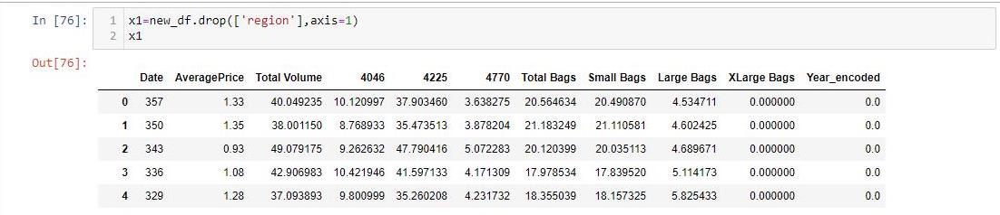 In [76]: 1 x1=new_df.drop(['region'],axis=1)
2 x1
Out[76]:
Date AveragePrice Total Volume 4046 4225 4770 Total Bags Small Bags Large Bags XLarge Bags Year_encoded
0 357 1.33 40.049235 10.120997 37.903460 3.638275 20.564634 20.490870 4.534711 0.000000 0.0
1 350 1.35 38.001150 8.768933 35.473513 3.878204 21.183249 21.110581 4.602425 0.000000 0.0
2 343 0.93 49.079175 9.262632 47.790416 5.072283 20.120399 20.035113 4.689671 0.000000 0.0
3 336 1.08 42.906983 10.421946 41.597133 4.171309 17.978534 17.839520 5.114173 0.000000 0.0
4 329 1.28 37.093893 9.800999 35.260208 4.231732 18.355039 18.157325 5.825433 0.000000 0.0